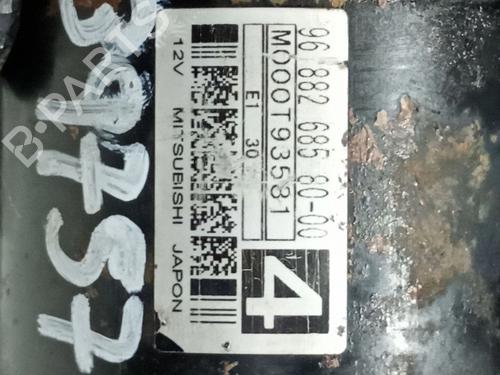 96 882 685 80-00
M000T93581
E1 30
4
12V MITSUBISHI JAPON
B-PARTS